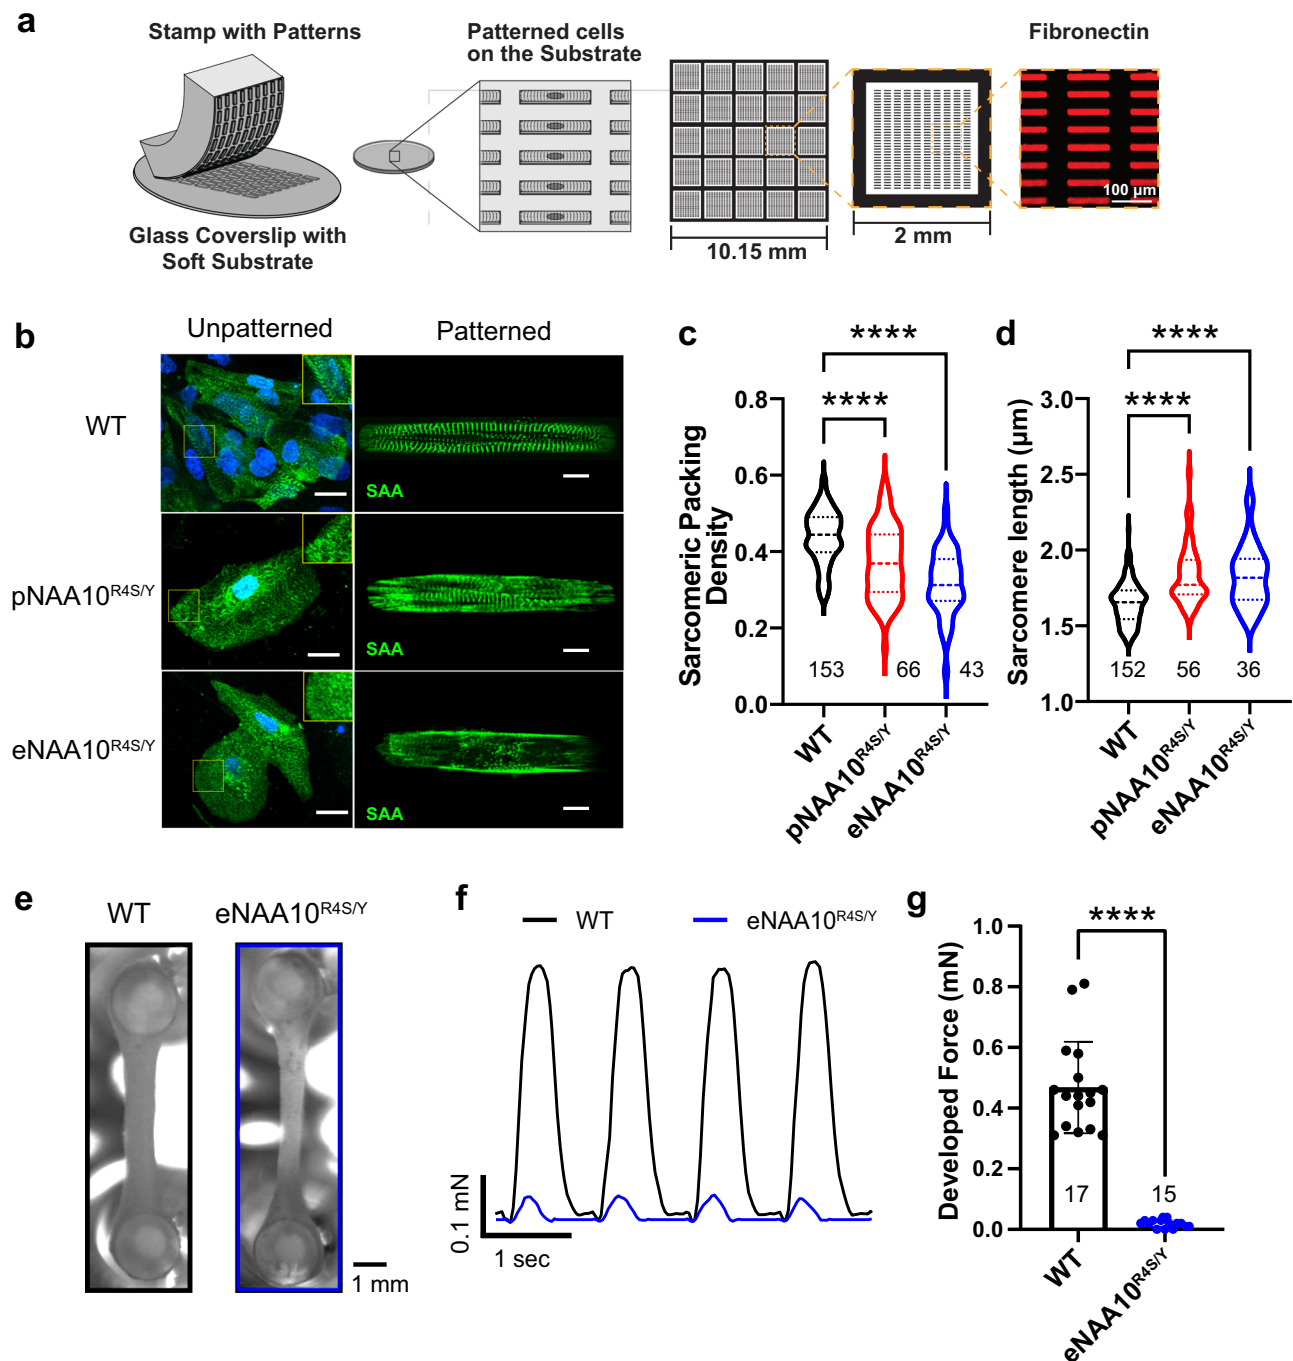 a
Stamp with Patterns
Patterned cells
on the Substrate
Fibronectin
100 µm
Glass Coverslip with
Soft Substrate
10.15 mm
2 mm
b
Unpatterned
Patterned
WT
SAA
pNAA10R4S/Y
SAA
eNAA10R4S/Y
SAA
c
****
****
Sarcomeric Packing
Density
0.8
0.6
0.4
0.2
0.0
153
66
43
WT
pNAA10R4S/Y
eNAA10R4S/Y
d
****
****
Sarcomere length (µm)
3.0
2.5
2.0
1.5
1.0
152
56
36
WT
pNAA10R4S/Y
eNAA10R4S/Y
e
WT
eNAA10R4S/Y
1 mm
f
WT
eNAA10R4S/Y
0.1 mN
1 sec
g
****
Developed Force (mN)
1.0
0.8
0.6
0.4
0.2
0.0
17
15
WT
eNAA10R4S/Y